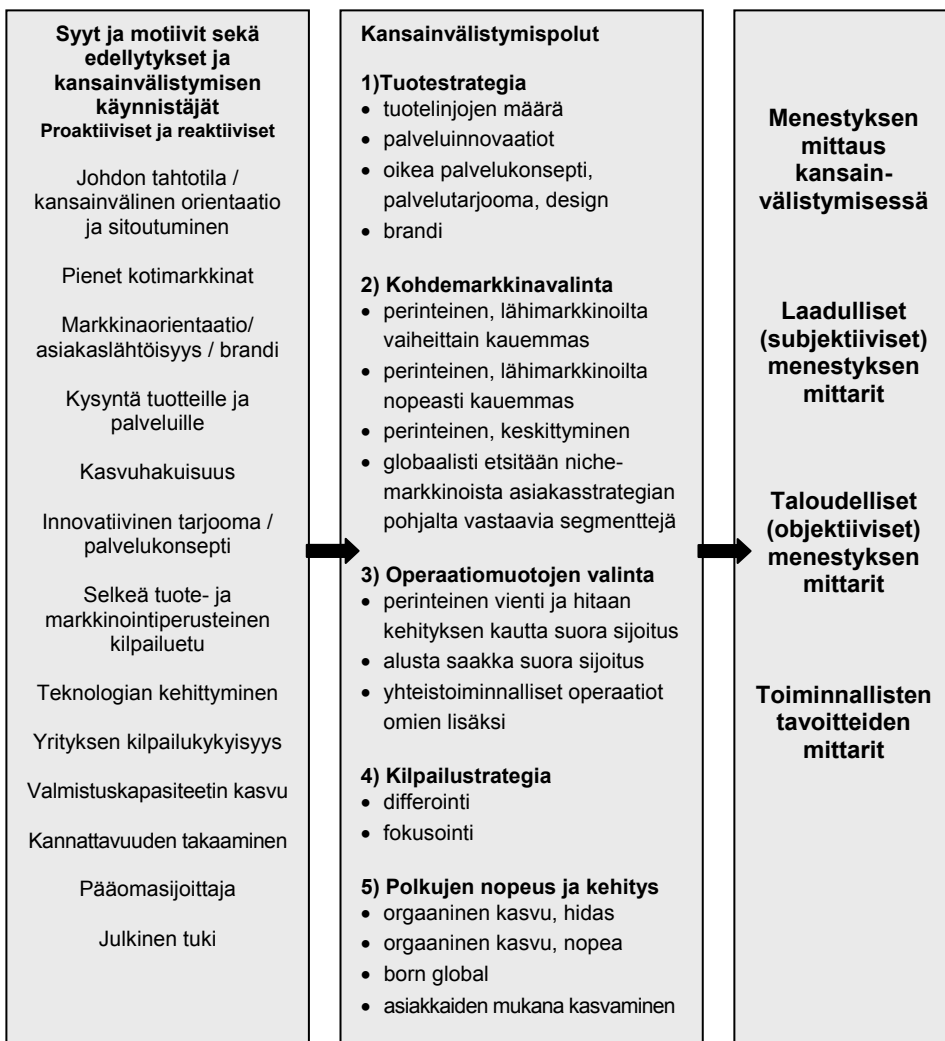 Syyt ja motiivit sekä
edellytykset ja
kansainvälistymisen
käynnistäjät
Proaktiiviset ja reaktiiviset
Johdon tahtotila /
kansainvälinen orientaatio
ja sitoutuminen
Pienet kotimarkkinat
Markkinaorientaatio/
asiakaslähtöisyys / brandi
Kysyntä tuotteille ja
palveluille
Kasvuhakuisuus
Innovatiivinen tarjooma /
palvelukonsepti
Selkeä tuote- ja
markkinointiperusteinen
kilpailuetu
Teknologian kehittyminen
Yrityksen kilpailukykyisyys
Valmistuskapasiteetin kasvu
Kannattavuuden takaaminen
Pääomasijoittaja
Julkinen tuki
Kansainvälistymispolut
1)Tuotestrategia
• tuotelinjojen määrä
• palveluinnovaatiot
• oikea palvelukonsepti,
palvelutarjooma, design
• brandi
2) Kohdemarkkinavalinta
• perinteinen, lähimarkkinoilta
vaiheittain kauemmas
• perinteinen, lähimarkkinoilta
nopeasti kauemmas
• perinteinen, keskittyminen
• globaalisti etsitään niche-
markkinoista asiakasstrategian
pohjalta vastaavia segmenttejä
3) Operaatiomuotojen valinta
• perinteinen vienti ja hitaan
kehityksen kautta suora sijoitus
• alusta saakka suora sijoitus
• yhteistoiminnalliset operaatiot
omien lisäksi
4) Kilpailustrategia
• differointi
• fokusointi
5) Polkujen nopeus ja kehitys
• orgaaninen kasvu, hidas
• orgaaninen kasvu, nopea
• born global
• asiakkaiden mukana kasvaminen
Menestyksen
mittaus
kansain-
välistymisessä
Laadulliset
(subjektiiviset)
menestyksen
mittarit
Taloudelliset
(objektiiviset)
menestyksen
mittarit
Toiminnallisten
tavoitteiden
mittarit